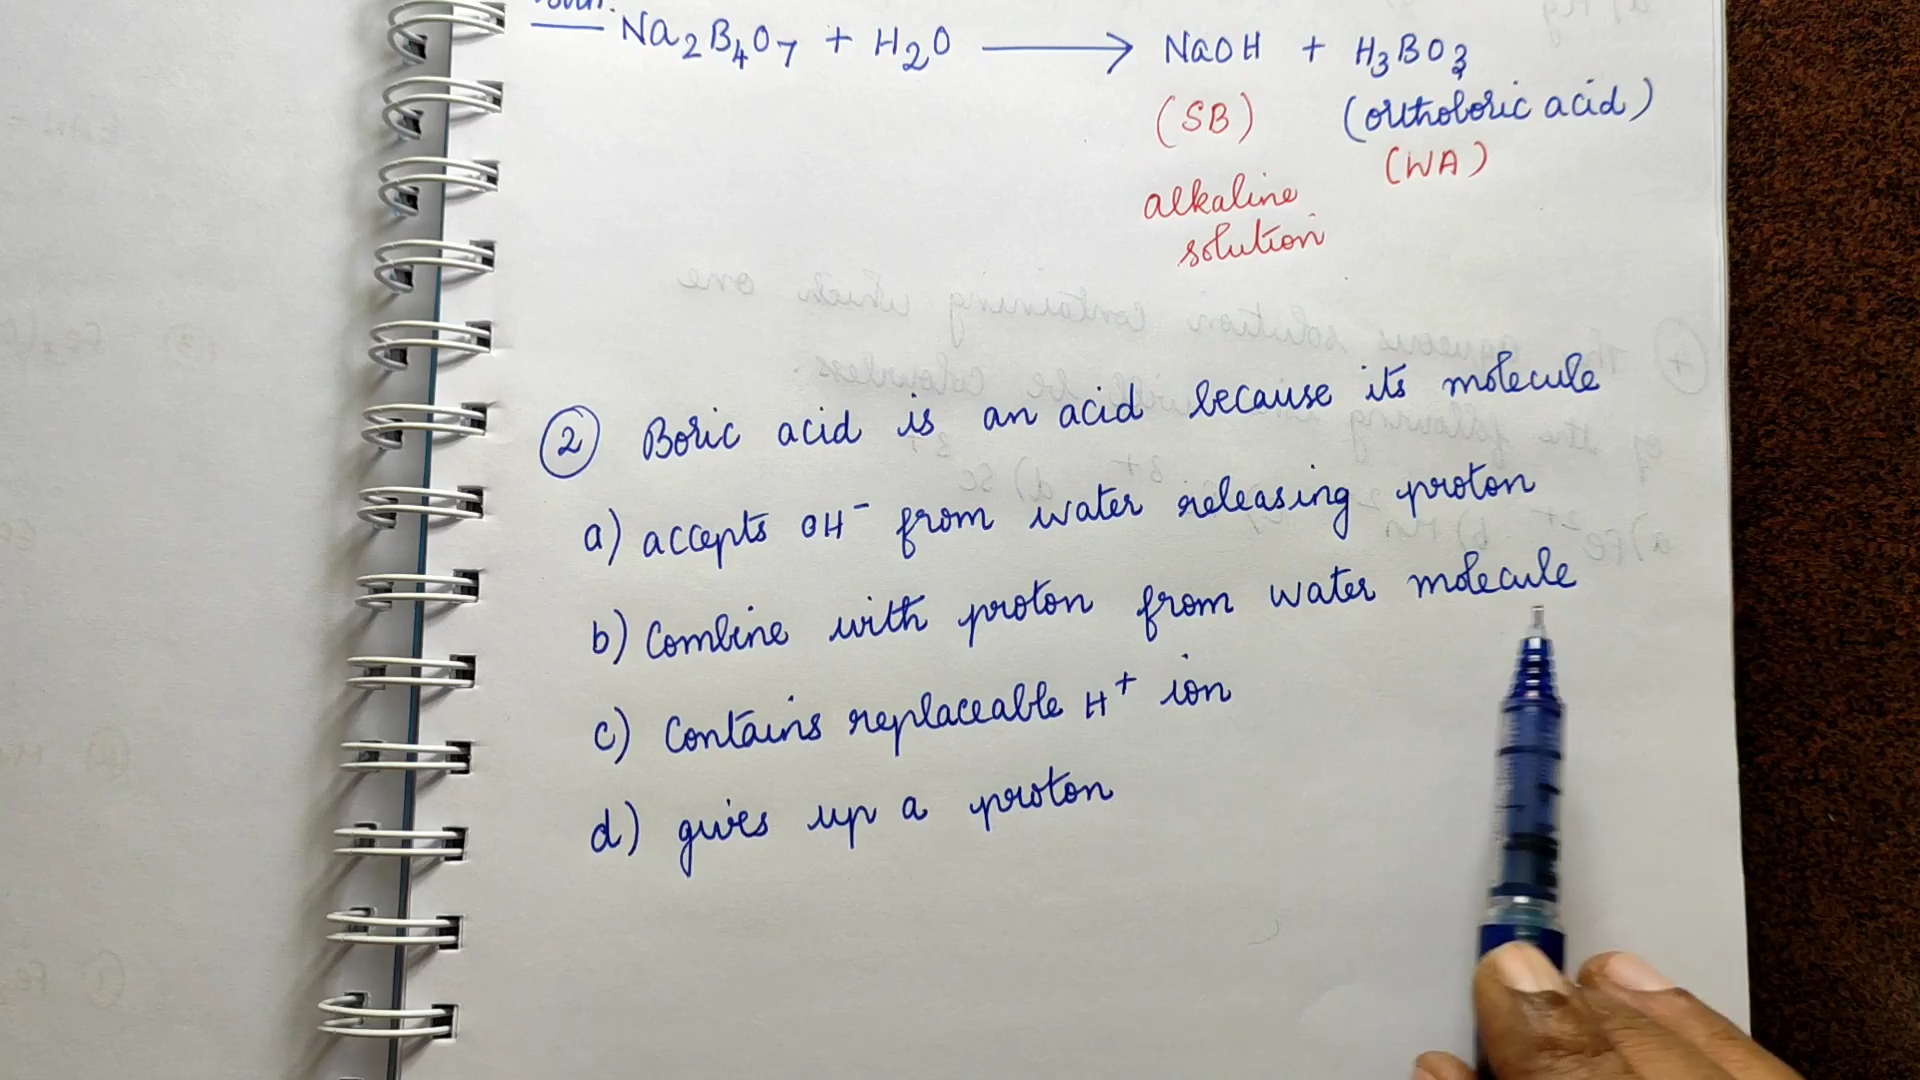 Na2B4O7 + H2O → NaOH + H3BO3
(SB) (orthoboric acid)
(WA)
alkaline
solution
② Boric acid is an acid because its molecule
a) accepts OH⁻ from water releasing proton
b) Combine with proton from water molecule
c) Contains replaceable H⁺ ion
d) gives up a proton